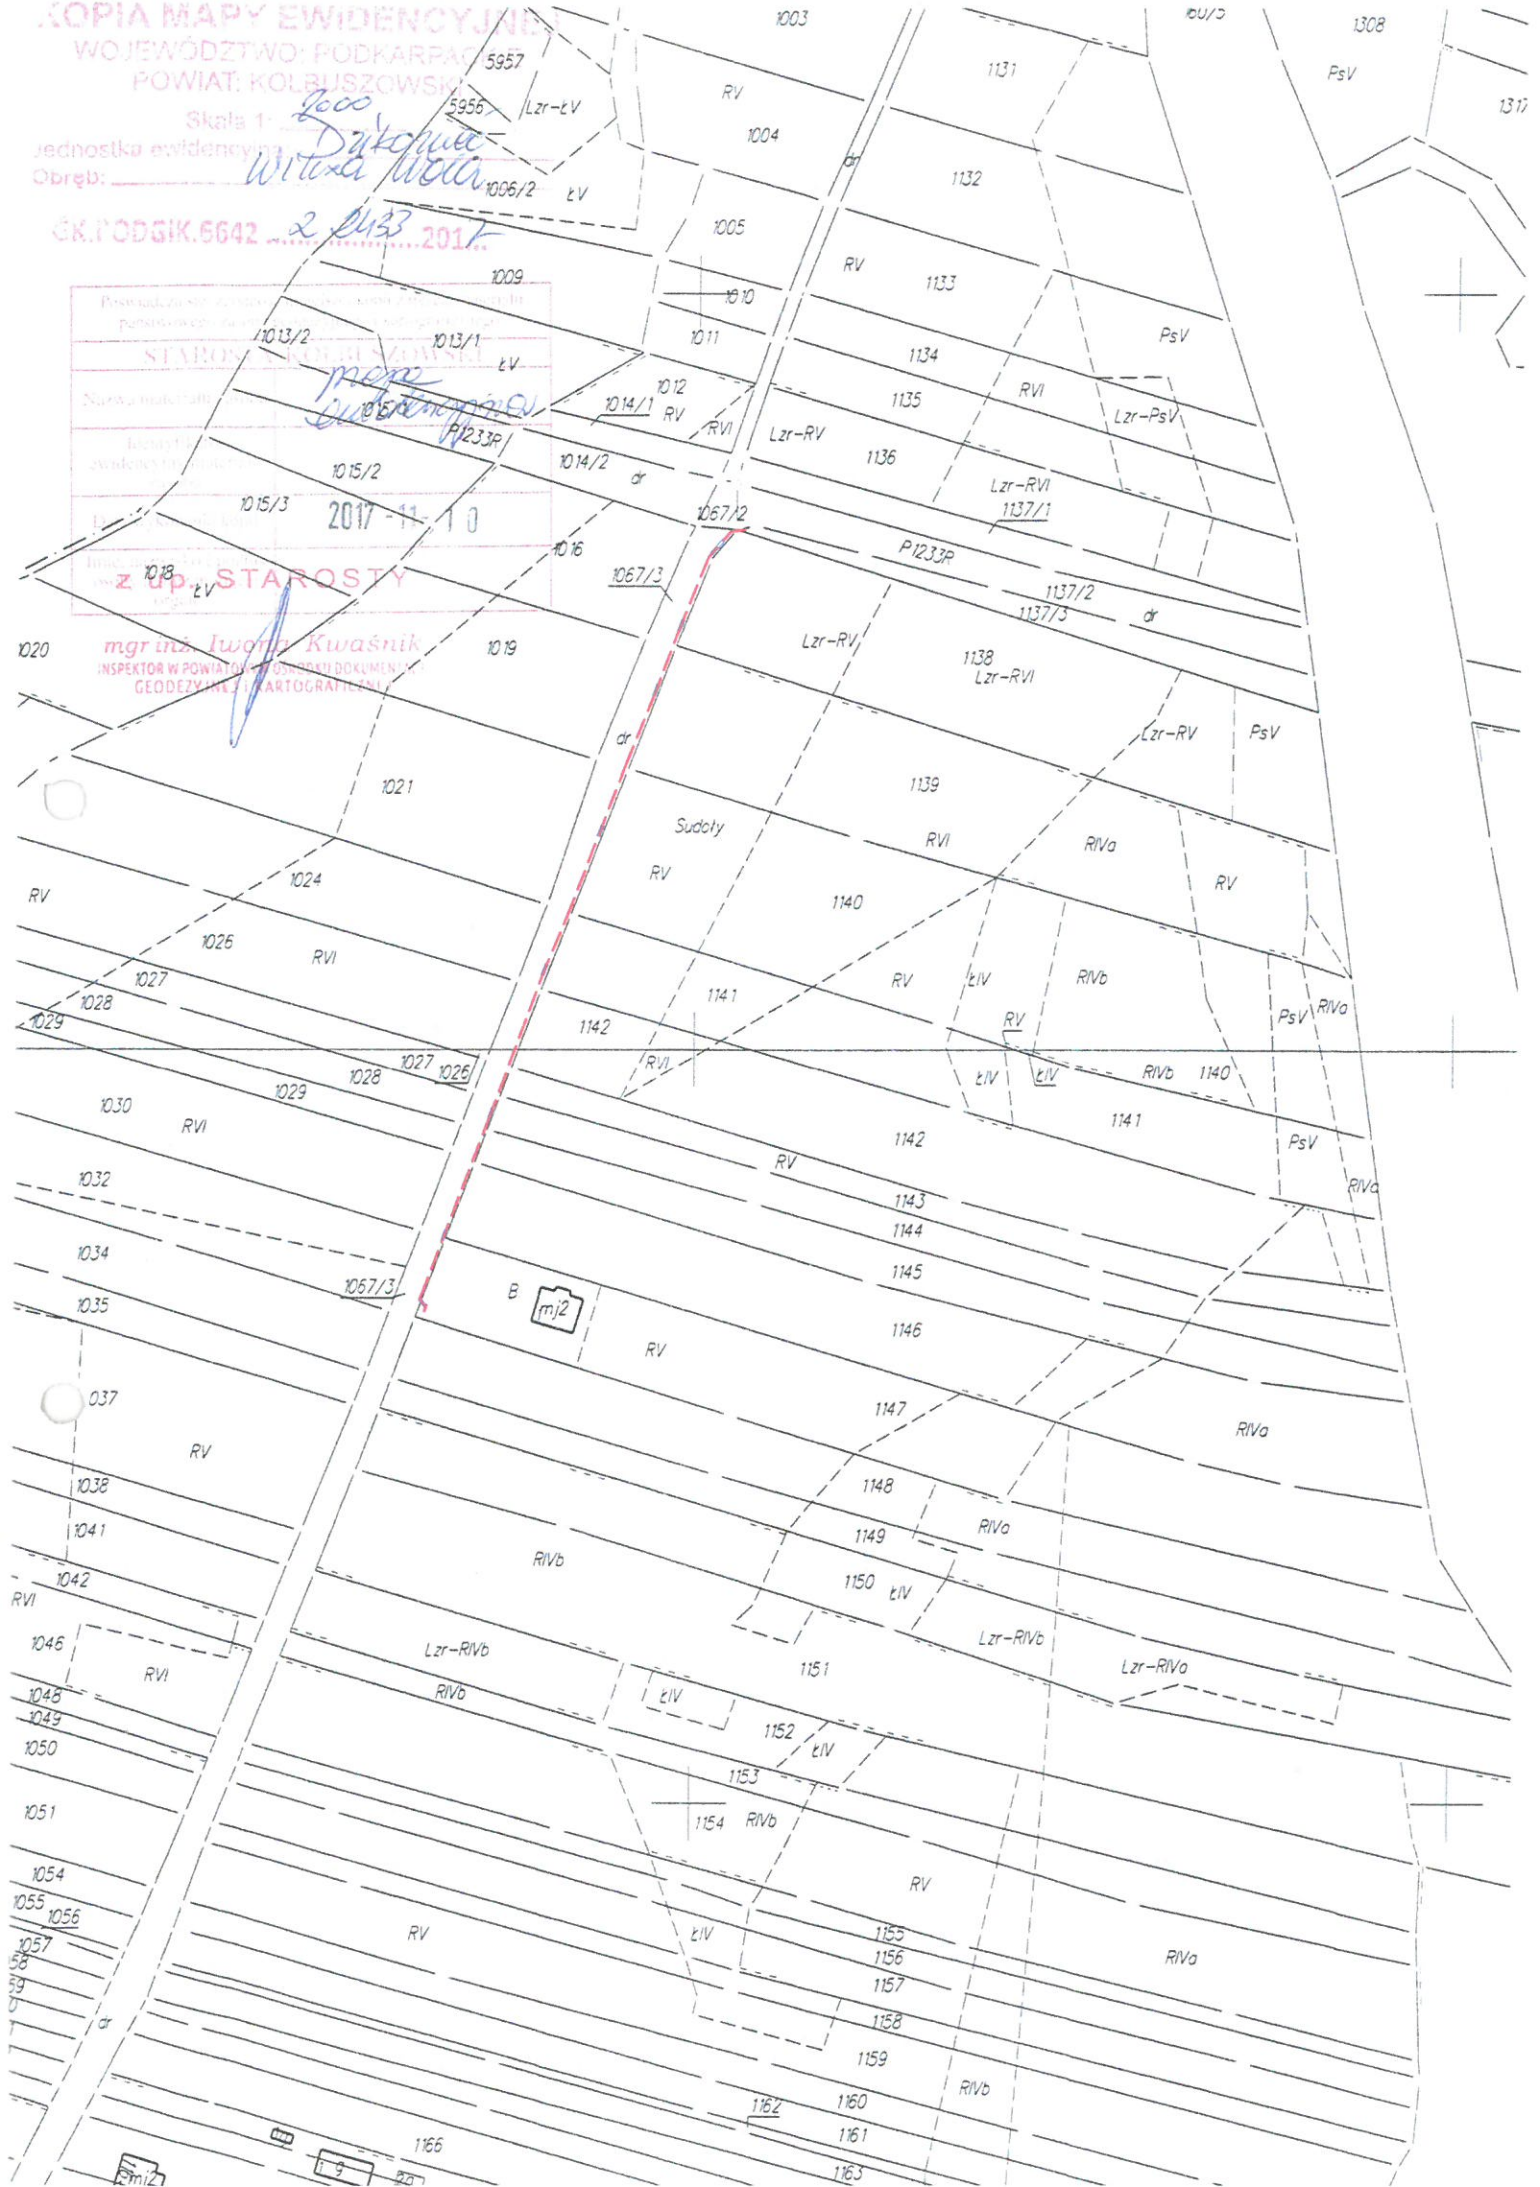 KOPIA MAPY EWIDENCYJNEJ
WOJEWÓDZTWO: PODKARPACKIE
POWIAT: KOLBUSZOWSKI
Skala 1: 2000
Jednostka ewidencyjna Dzikowiec
Obręb: Wilcza Wola
GK.PODGIK.6642 2 2433 2017
STAROSTA KOLBUSZOWSKI
mapa
ewidencyjna
2017 -11- 10
z up. STAROSTY
mgr inż. Iwona Kwaśnik
INSPEKTOR W POWIATOWYM OŚRODKU DOKUMENTACJI
GEODEZYJNEJ I KARTOGRAFICZNEJ
1003
1308
5957
1131
PsV
RV
5956
Lzr-ŁV
1317
1004
dr
1132
1006/2
ŁV
1005
RV
1133
1009
1010
PsV
1013/2
1013/1
1011
1134
ŁV
1012
RVI
1135
1014/1
RV
Lzr-PsV
RVI
Lzr-RV
P1233R
1136
1014/2
1015/2
dr
Lzr-RVI
1015/3
1137/1
1067/2
P1233R
1016
1018
ŁV
1067/3
1137/2
1137/3
dr
1020
1019
Lzr-RV
1138
Lzr-RVI
Lzr-RV
PsV
dr
1021
1139
Sudoły
RVI
RIVa
RV
1024
RV
RV
1140
1026
RVI
1027
RV
ŁIV
RIVb
1028
1141
RIVa
1029
1142
RV
PsV
1027
1026
RVI
1028
1029
ŁIV
ŁIV
RIVb
1140
1030
RVI
1141
1142
PsV
RV
1032
1143
RIVa
1144
1034
1145
1067/3
B
mj2
1035
1146
RV
037
1147
RIVa
RV
1148
1038
RIVa
1149
1041
RIVb
1150
ŁIV
1042
RVI
1046
Lzr-RIVb
Lzr-RIVb
1151
Lzr-RIVa
RVI
RIVb
ŁIV
1048
1049
1152
1050
ŁIV
1153
1051
1154
RIVb
1054
RV
1055
1056
RV
ŁIV
1155
1057
1156
RIVa
58
1157
59
1158
dr
1159
RIVb
1160
1162
1161
1166
1163
mj2